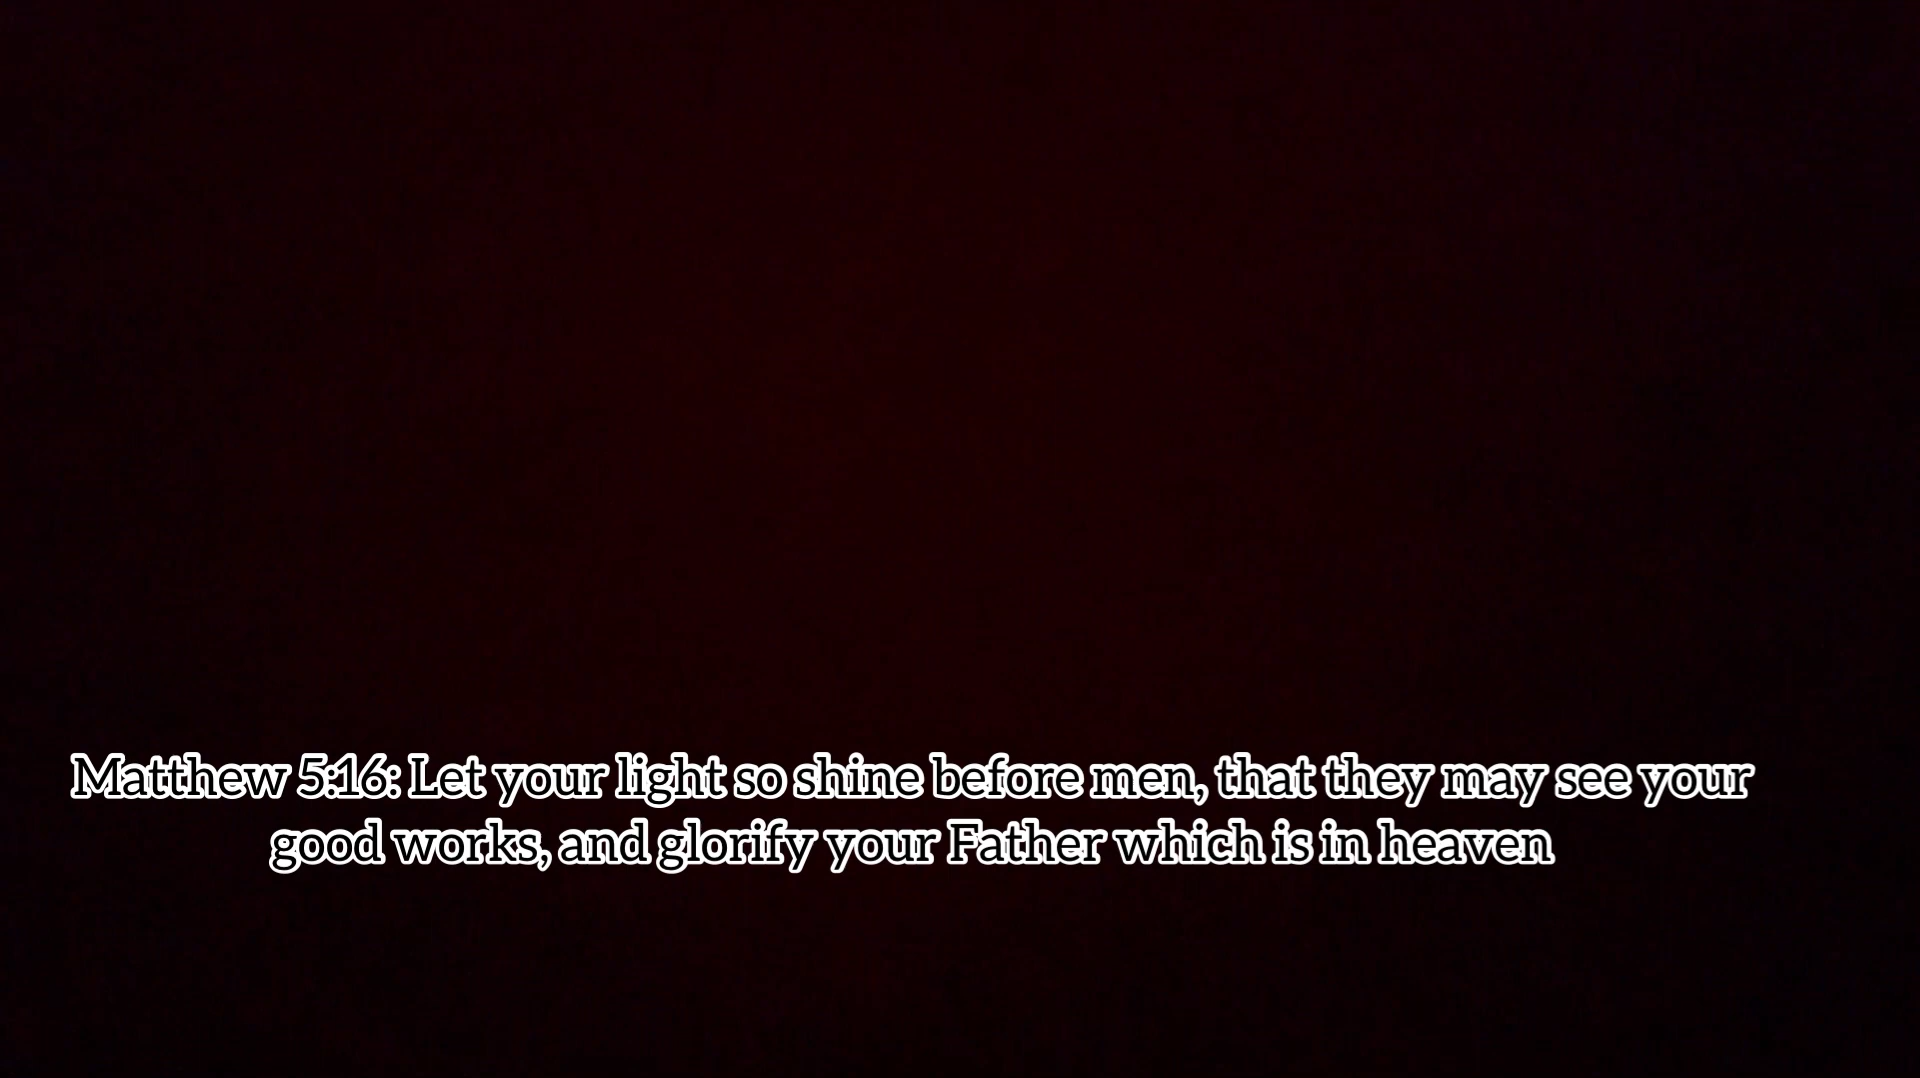 Matthew 5:16: Let your light so shine before men, that they may see your
good works, and glorify your Father which is in heaven